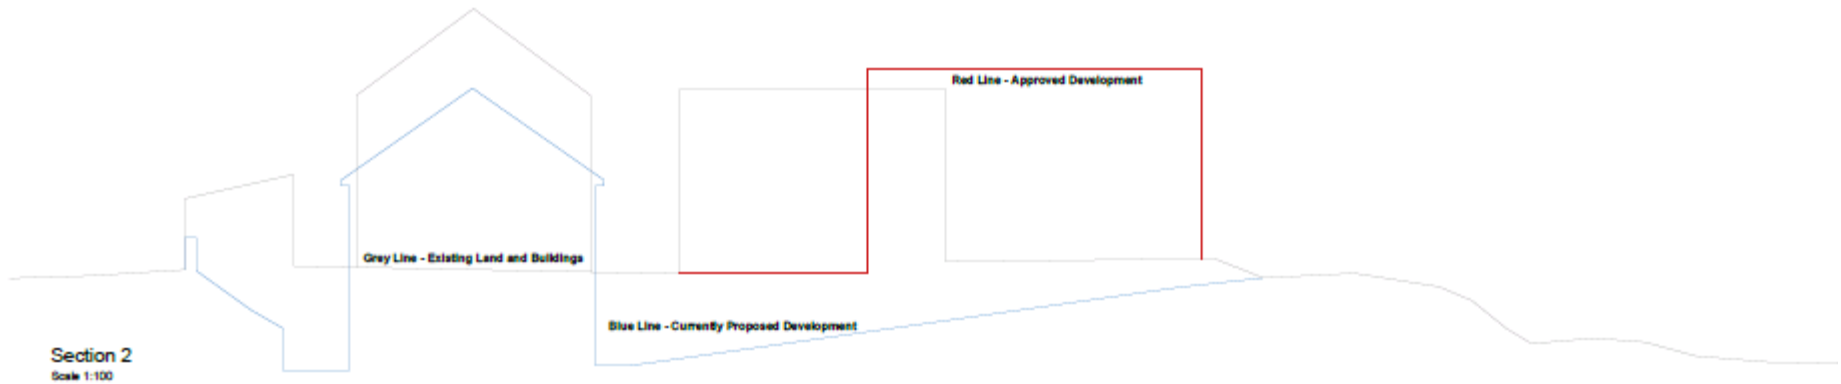 Red Line - Approved Development
Grey Line - Existing Land and Buildings
Blue Line - Currently Proposed Development
Section 2
Scale 1:100